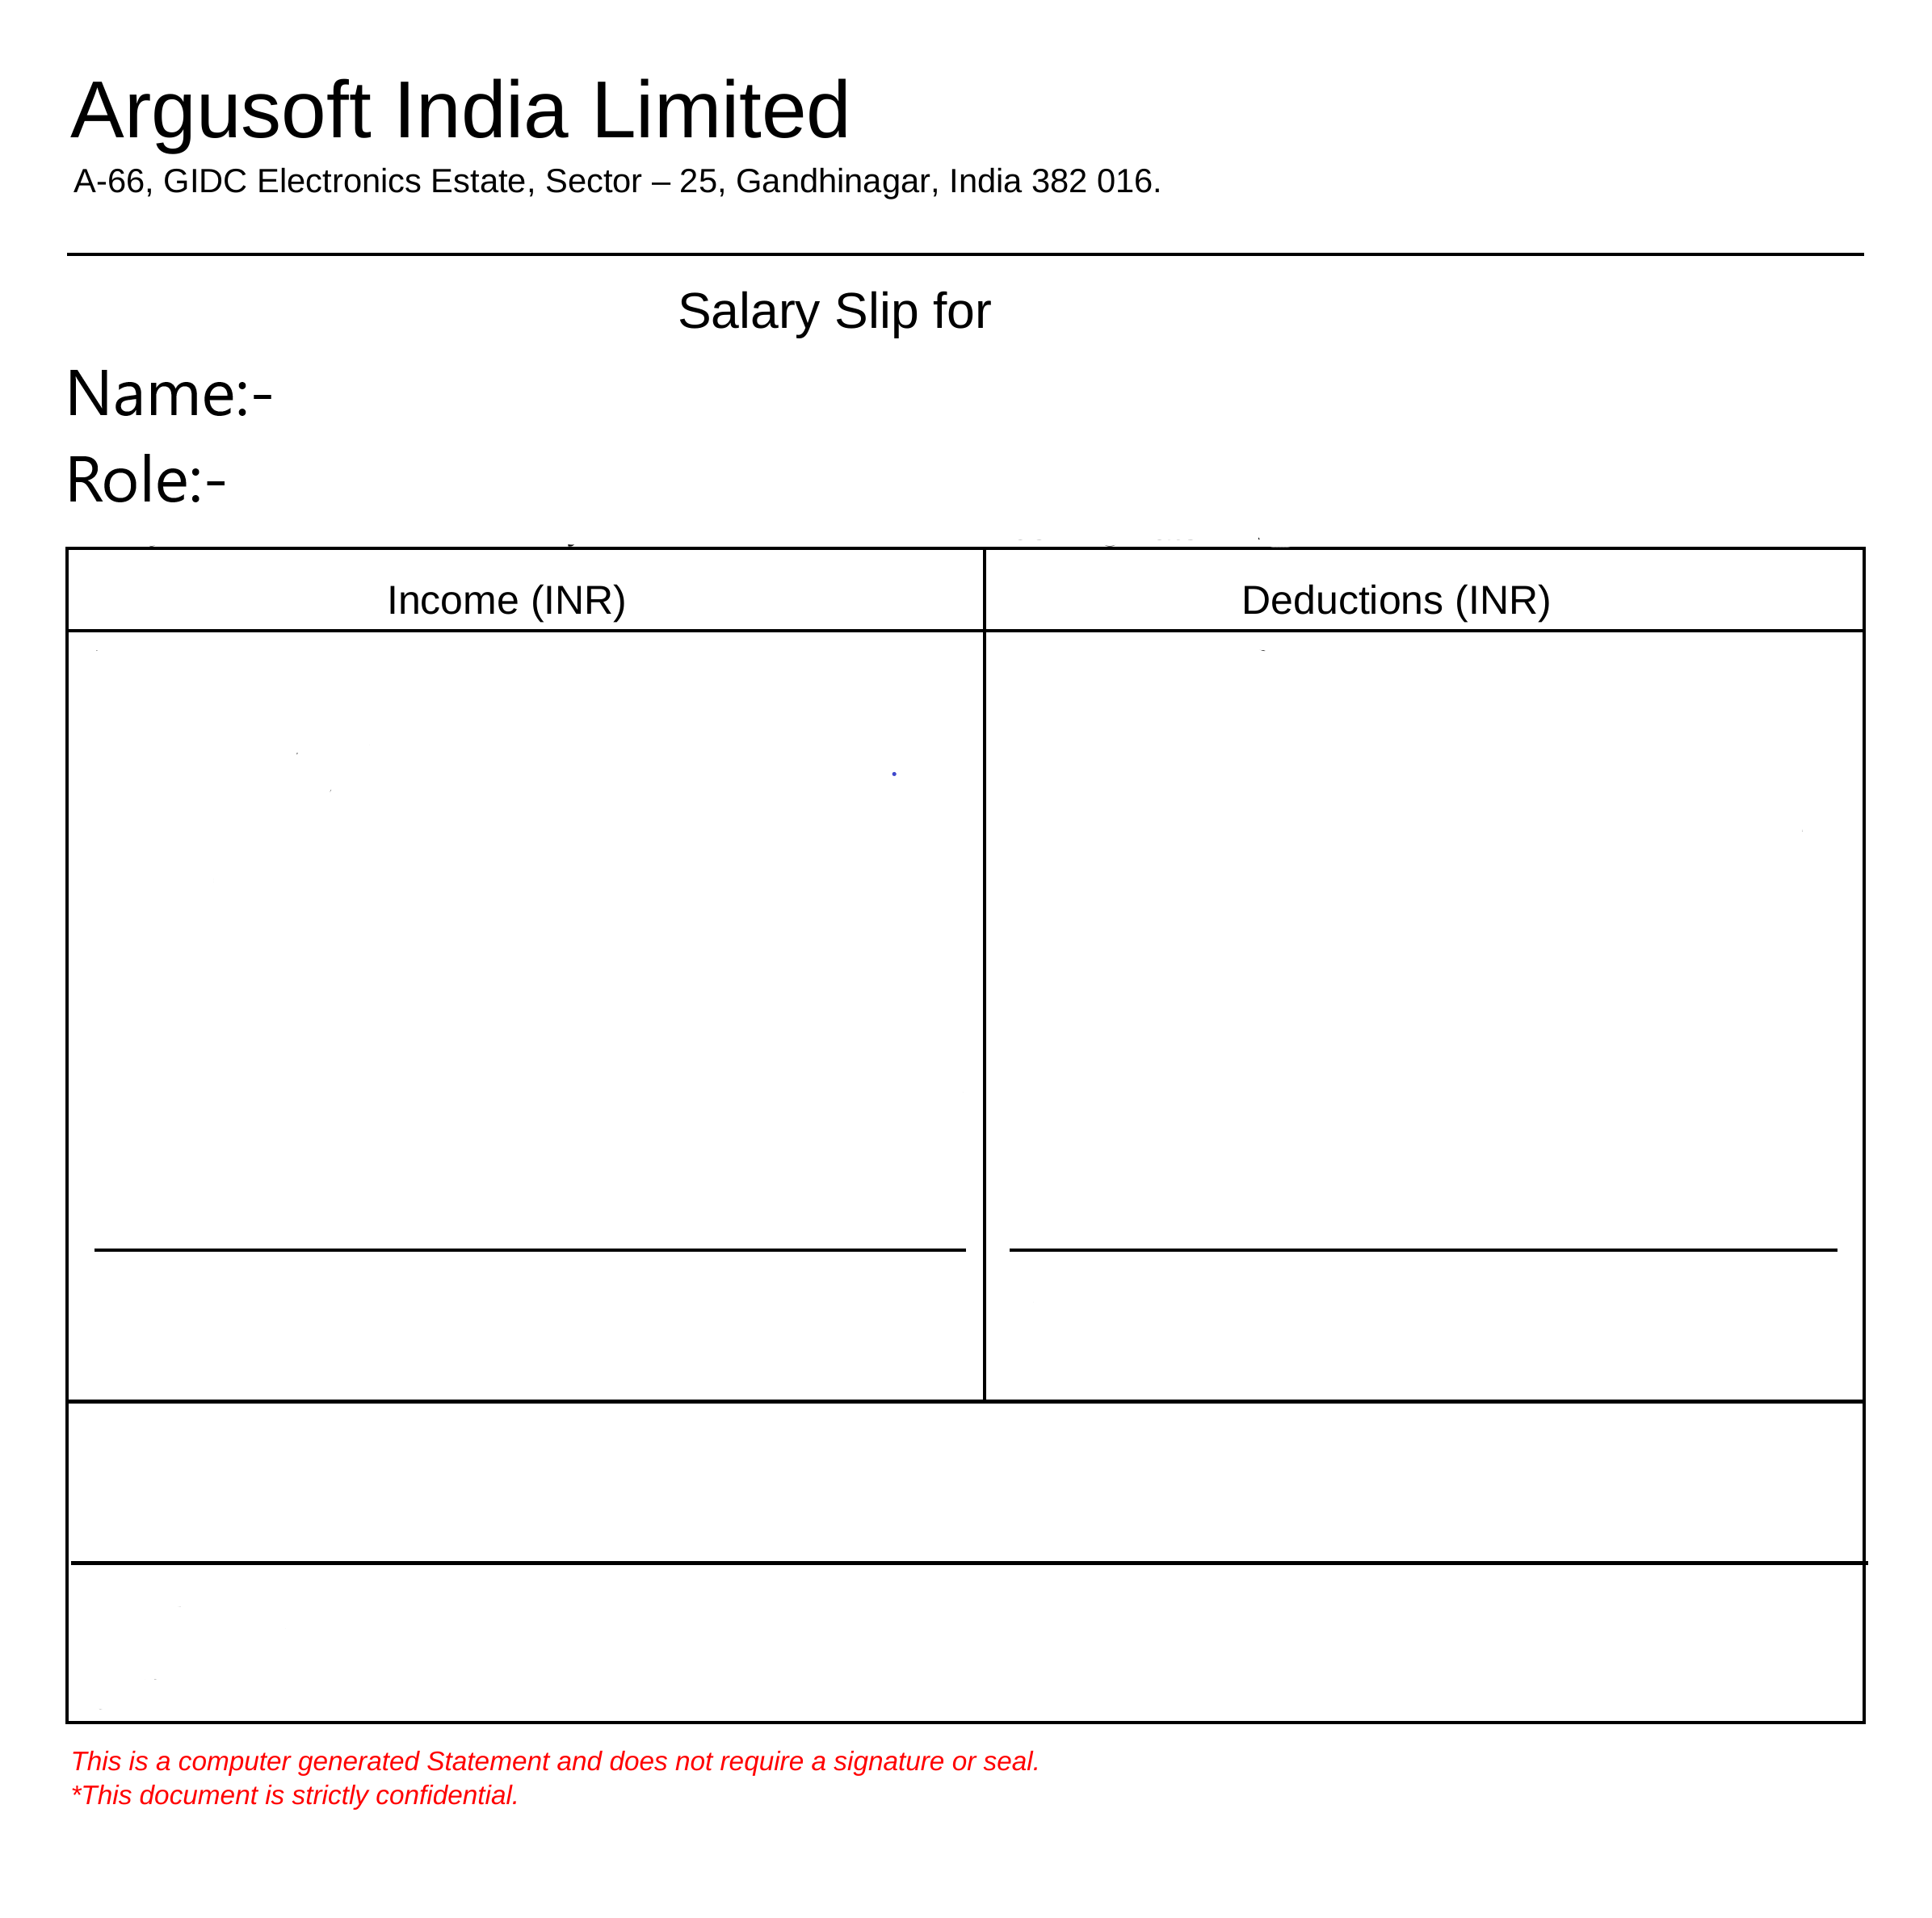 Argusoft India Limited
A-66, GIDC Electronics Estate, Sector – 25, Gandhinagar, India 382 016.
Salary Slip for
Name:-
Role:-
Income (INR)
Deductions (INR)
This is a computer generated Statement and does not require a signature or seal.
*This document is strictly confidential.